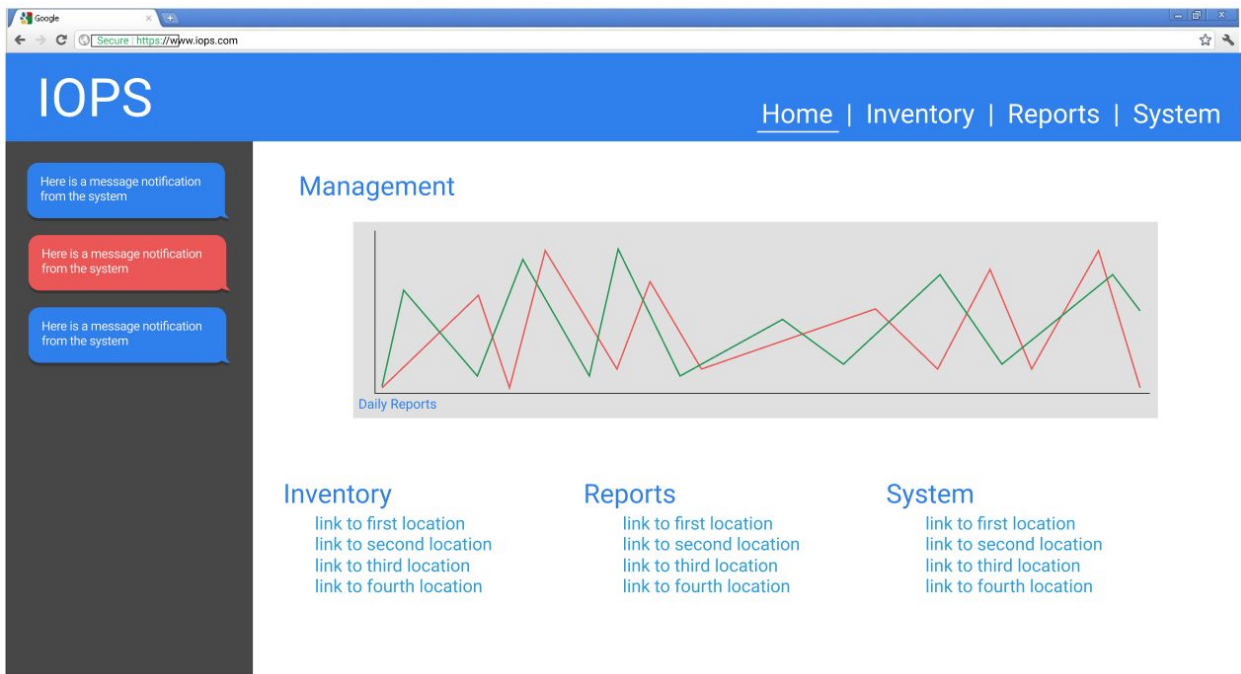 Google
Secure https://www.iops.com
IOPS
Home | Inventory | Reports | System
Here is a message notification
from the system
Here is a message notification
from the system
Here is a message notification
from the system
Management
Daily Reports
Inventory
link to first location
link to second location
link to third location
link to fourth location
Reports
link to first location
link to second location
link to third location
link to fourth location
System
link to first location
link to second location
link to third location
link to fourth location